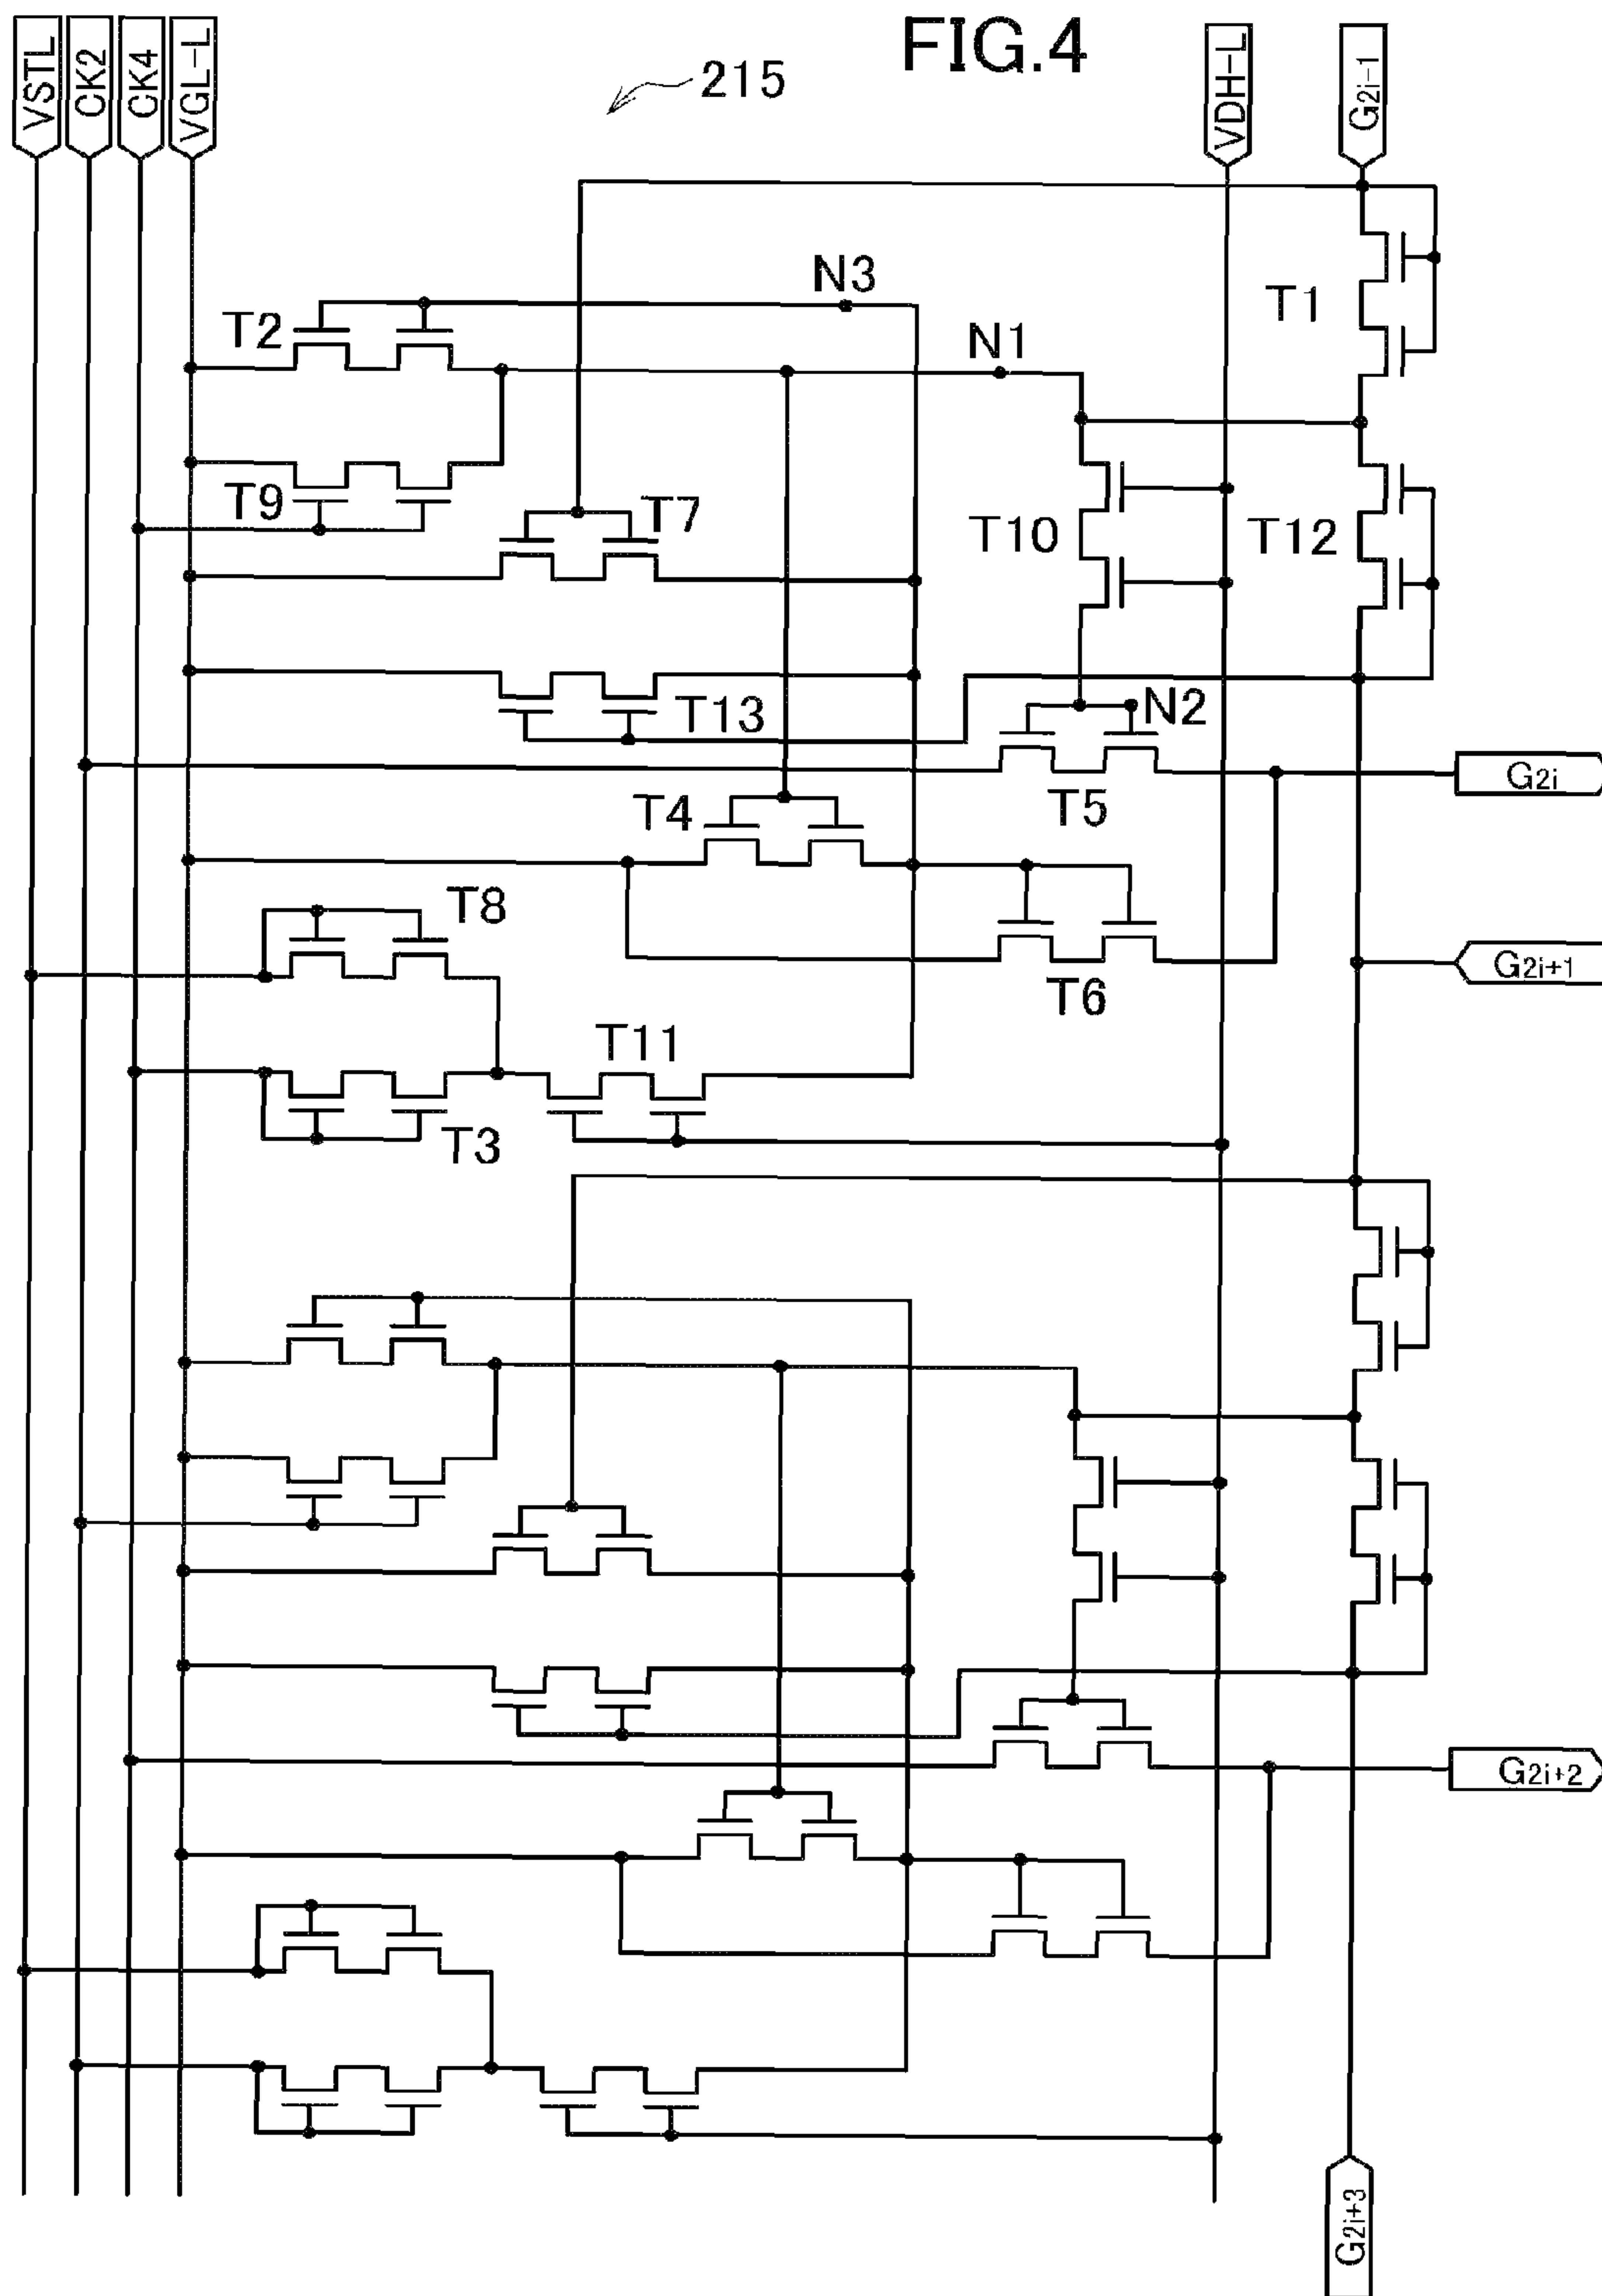 FIG.4
VSTL
CK2
CK4
VGL-L
VDH-L
G2i-1
215
N3
T1
T2
N1
T9
T7
T10
T12
T13
N2
G2i
T4
T5
T8
G2i+1
T6
T11
T3
G2i+2
G2i+3